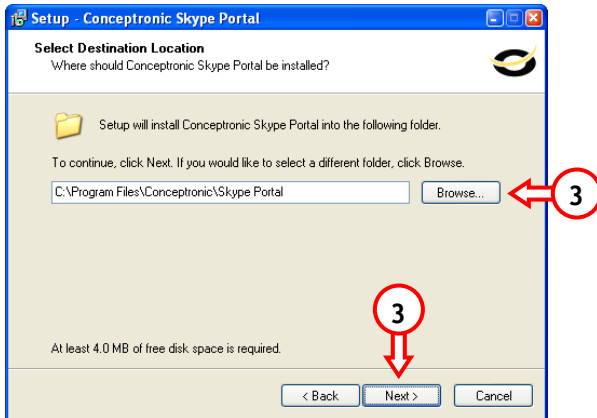 Setup - Conceptronic Skype Portal
Select Destination Location
Where should Conceptronic Skype Portal be installed?
Setup will install Conceptronic Skype Portal into the following folder.
To continue, click Next. If you would like to select a different folder, click Browse.
C:\Program Files\Conceptronic\Skype Portal
Browse...
3
3
At least 4.0 MB of free disk space is required.
< Back
Next >
Cancel